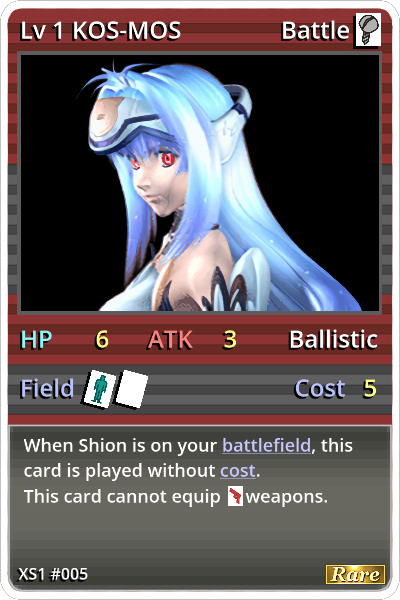 Lv 1 KOS-MOS Battle
HP 6 ATK 3 Ballistic
Field Cost 5
When Shion is on your battlefield, this
card is played without cost.
This card cannot equip weapons.
XS1 #005 Rare